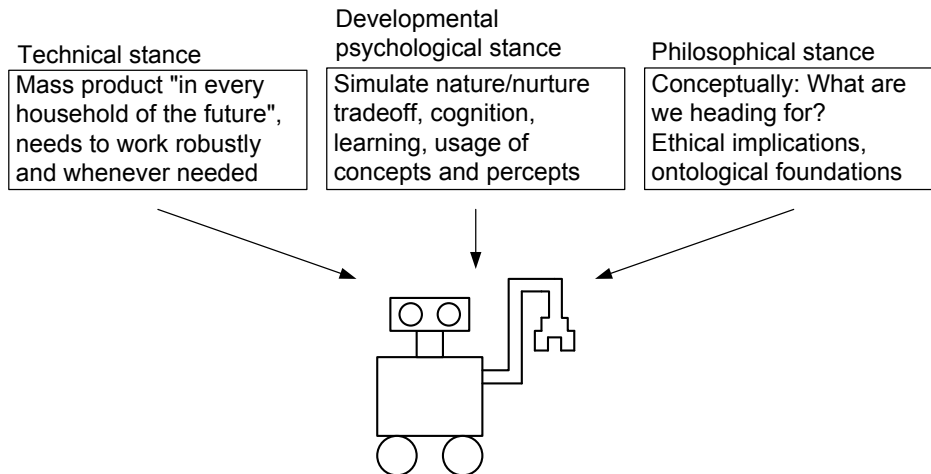 Technical stance
Mass product "in every
household of the future",
needs to work robustly
and whenever needed
Developmental
psychological stance
Simulate nature/nurture
tradeoff, cognition,
learning, usage of
concepts and percepts
Philosophical stance
Conceptually: What are
we heading for?
Ethical implications,
ontological foundations